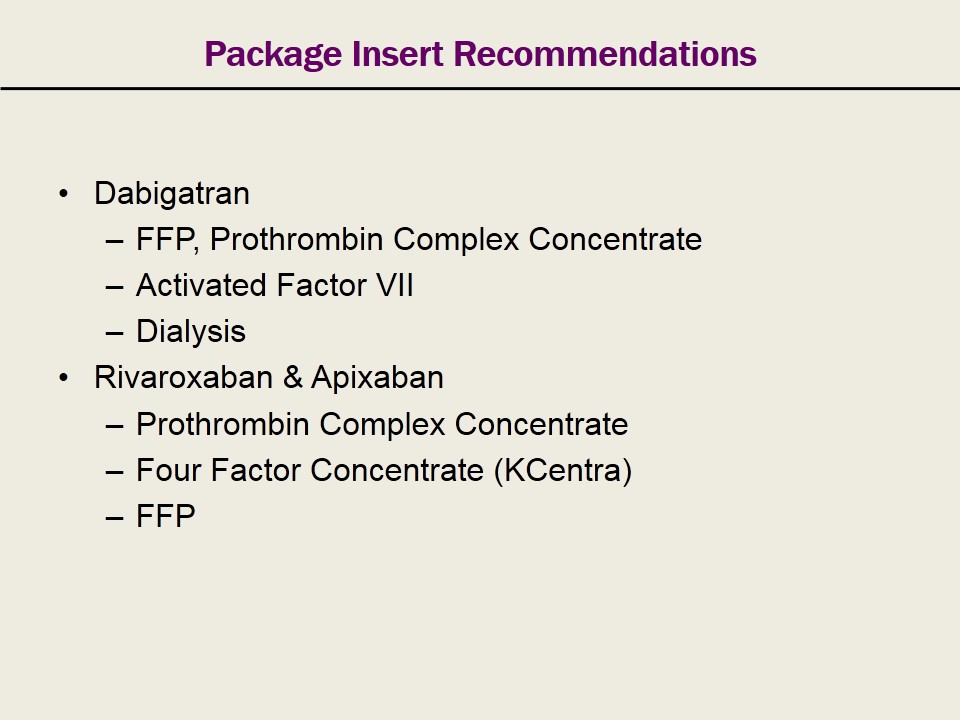 Package Insert Recommendations
• Dabigatran
– FFP, Prothrombin Complex Concentrate
– Activated Factor VII
– Dialysis
• Rivaroxaban & Apixaban
– Prothrombin Complex Concentrate
– Four Factor Concentrate (KCentra)
– FFP